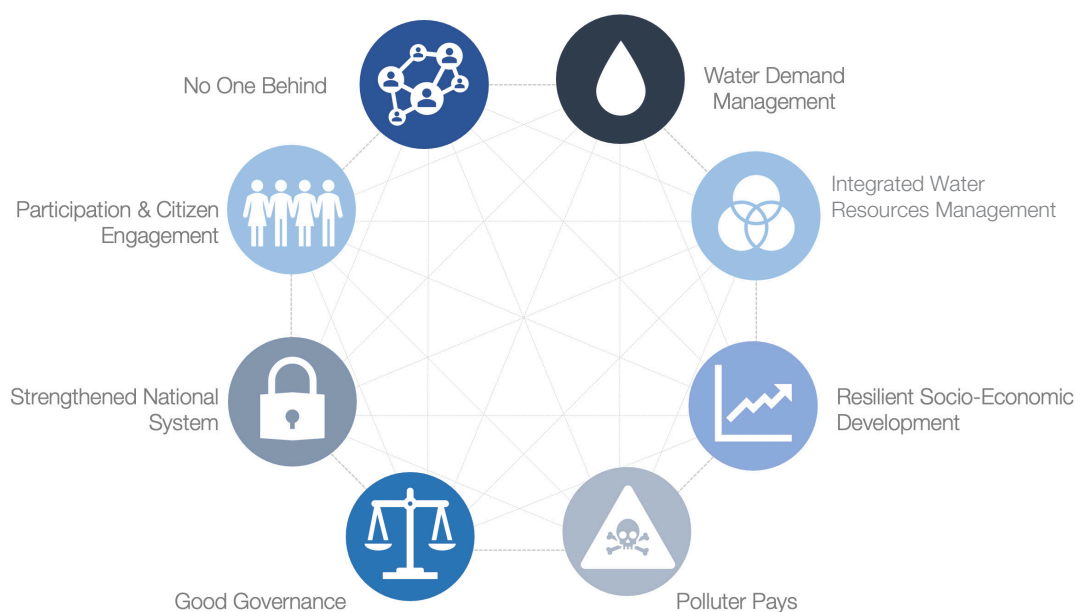 No One Behind
Water Demand
Management
Integrated Water
Resources Management
Participation & Citizen
Engagement
Strengthened National
System
Resilient Socio-Economic
Development
Good Governance
Polluter Pays